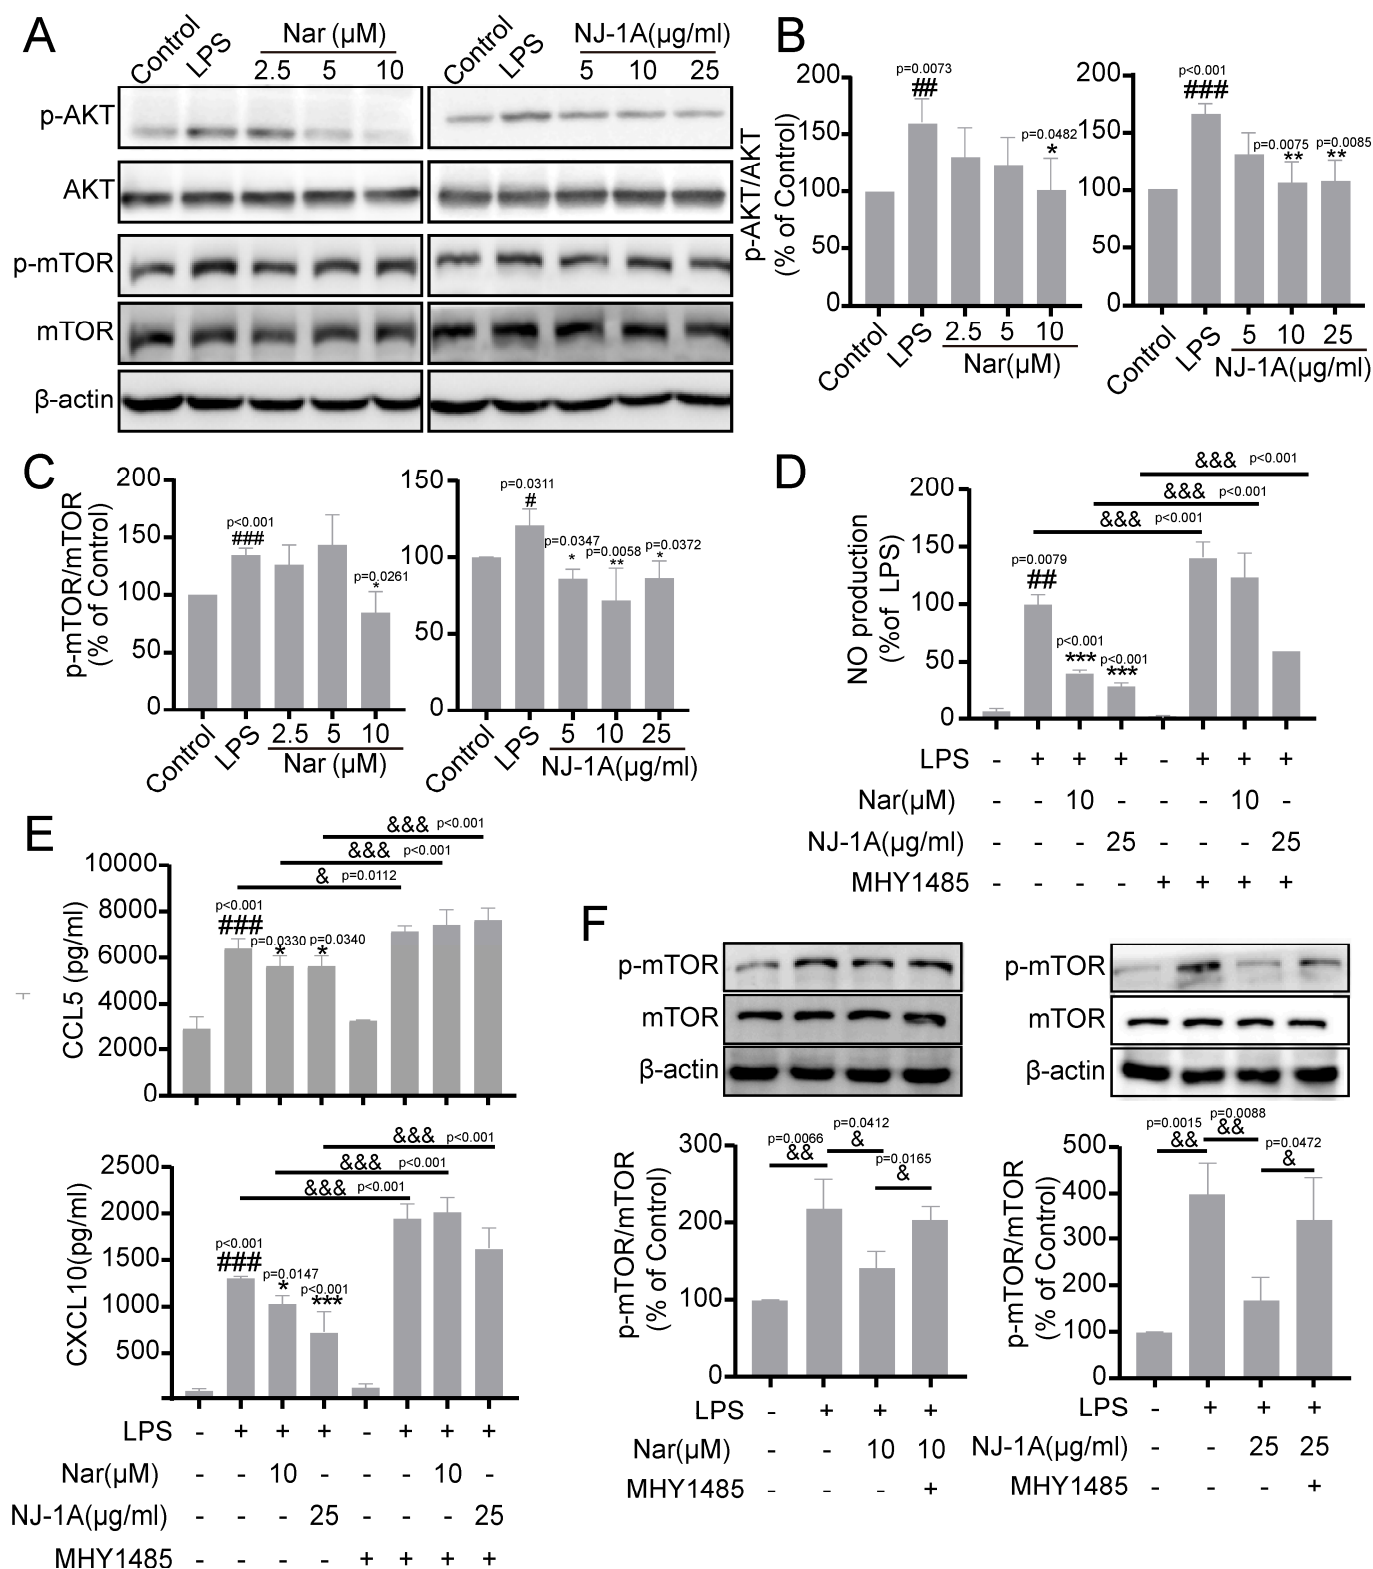 A
Control
LPS
Nar (μM)
2.5 5 10
Control
LPS
NJ-1A(μg/ml)
5 10 25
p-AKT
AKT
p-mTOR
mTOR
β-actin
B
p-AKT/AKT
(% of Control)
200
150
100
50
0
p=0.0073
##
p=0.0482
*
Control
LPS
2.5 5 10
Nar(μM)
200
150
100
50
0
p<0.001
###
p=0.0075
**
p=0.0085
**
Control
LPS
5 10 25
NJ-1A(μg/ml)
C
p-mTOR/mTOR
(% of Control)
200
150
100
50
0
p<0.001
###
p=0.0261
*
Control
LPS
2.5 5 10
Nar (μM)
150
100
50
0
p=0.0311
#
p=0.0347
*
p=0.0058
**
p=0.0372
*
Control
LPS
5 10 25
NJ-1A(μg/ml)
D
NO production
(%of LPS)
200
150
100
50
0
&&& p<0.001
&&& p<0.001
&&& p<0.001
p=0.0079
##
p<0.001
***
p<0.001
***
LPS - + + + - + + +
Nar(μM) - - 10 - - - 10 -
NJ-1A(μg/ml) - - - 25 - - - 25
MHY1485 - - - - + + + +
E
CCL5 (pg/ml)
10000
8000
6000
4000
2000
0
&&& p<0.001
&&& p<0.001
& p=0.0112
p<0.001
###
p=0.0330
*
p=0.0340
*
CXCL10(pg/ml)
2500
2000
1500
1000
500
&&& p<0.001
&&& p<0.001
&&& p<0.001
p<0.001
###
p=0.0147
*
p<0.001
***
LPS - + + + - + + +
Nar(μM) - - 10 - - - 10 -
NJ-1A(μg/ml) - - - 25 - - - 25
MHY1485 - - - - + + + +
F
p-mTOR
mTOR
β-actin
p-mTOR/mTOR
(% of Control)
300
200
100
0
p=0.0066
&&
p=0.0412
&
p=0.0165
&
LPS - + + +
Nar(μM) - - 10 10
MHY1485 - - - +
p-mTOR
mTOR
β-actin
p-mTOR/mTOR
(% of Control)
500
400
300
200
100
0
p=0.0015
&&
p=0.0088
&&
p=0.0472
&
LPS - + + +
NJ-1A(μg/ml) - - 25 25
MHY1485 - - - +